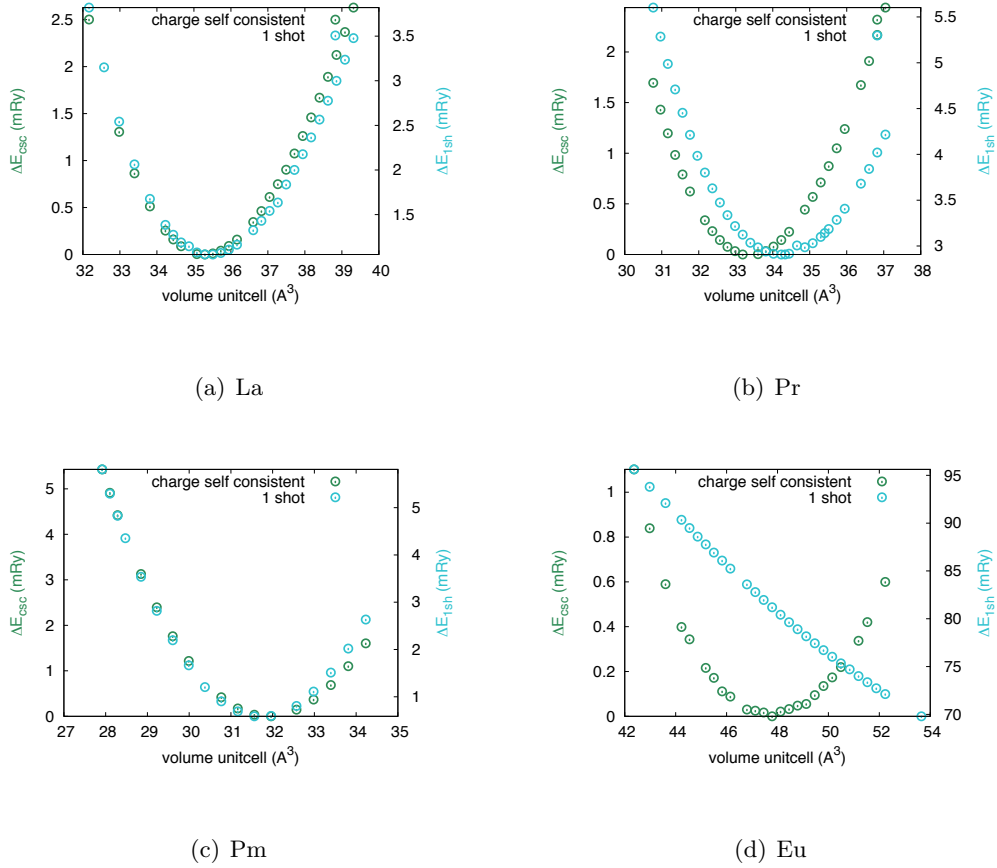 charge self consistent
1 shot
2.5
2
1.5
1
0.5
0
3.5
3
2.5
2
1.5
1
32 33 34 35 36 37 38 39 40
ΔE_csc (mRy)
ΔE_1sh (mRy)
volume unitcell (A^3)
(a) La
charge self consistent
1 shot
2
1.5
1
0.5
0
5.5
5
4.5
4
3.5
3
30 31 32 33 34 35 36 37 38
ΔE_csc (mRy)
ΔE_1sh (mRy)
volume unitcell (A^3)
(b) Pr
charge self consistent
1 shot
5
4
3
2
1
0
5
4
3
2
1
27 28 29 30 31 32 33 34 35
ΔE_csc (mRy)
ΔE_1sh (mRy)
volume unitcell (A^3)
(c) Pm
charge self consistent
1 shot
1
0.8
0.6
0.4
0.2
0
95
90
85
80
75
70
42 44 46 48 50 52 54
ΔE_csc (mRy)
ΔE_1sh (mRy)
volume unitcell (A^3)
(d) Eu